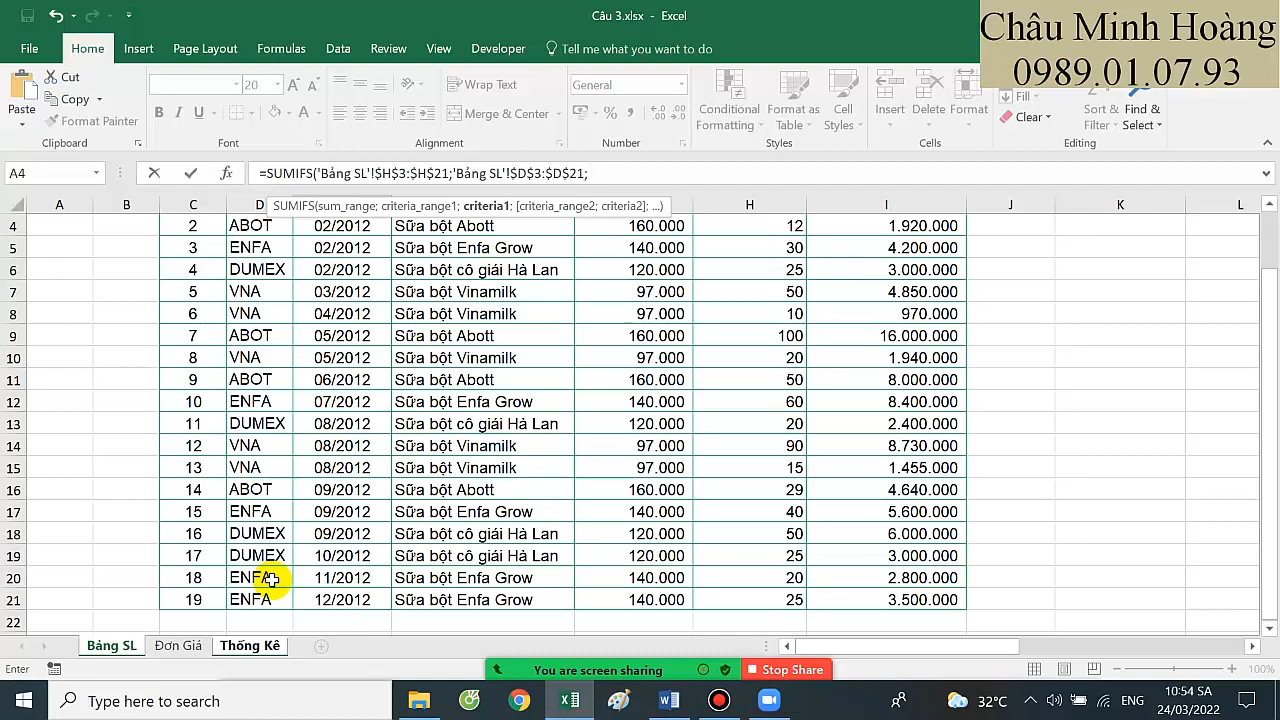 Câu 3.xlsx - Excel
Châu Minh Hoàng
0989.01.07.93
File Home Insert Page Layout Formulas Data Review View Developer Tell me what you want to do
Paste Cut Copy Format Painter
20
Wrap Text Merge & Center
General
Conditional Formatting Format as Table Cell Styles
Insert Delete Format
Fill Clear Sort & Filter Find & Select
Clipboard Font Alignment Number Styles Cells Editing
A4 fx =SUMIFS('Bảng SL'!$H$3:$H$21;'Bảng SL'!$D$3:$D$21;
SUMIFS(sum_range; criteria_range1; criteria1; [criteria_range2; criteria2]; ...)
A B C D H I J K L
4 2 ABOT 02/2012 Sữa bột Abott 160.000 12 1.920.000
5 3 ENFA 02/2012 Sữa bột Enfa Grow 140.000 30 4.200.000
6 4 DUMEX 02/2012 Sữa bột cô giái Hà Lan 120.000 25 3.000.000
7 5 VNA 03/2012 Sữa bột Vinamilk 97.000 50 4.850.000
8 6 VNA 04/2012 Sữa bột Vinamilk 97.000 10 970.000
9 7 ABOT 05/2012 Sữa bột Abott 160.000 100 16.000.000
10 8 VNA 05/2012 Sữa bột Vinamilk 97.000 20 1.940.000
11 9 ABOT 06/2012 Sữa bột Abott 160.000 50 8.000.000
12 10 ENFA 07/2012 Sữa bột Enfa Grow 140.000 60 8.400.000
13 11 DUMEX 08/2012 Sữa bột cô giái Hà Lan 120.000 20 2.400.000
14 12 VNA 08/2012 Sữa bột Vinamilk 97.000 90 8.730.000
15 13 VNA 08/2012 Sữa bột Vinamilk 97.000 15 1.455.000
16 14 ABOT 09/2012 Sữa bột Abott 160.000 29 4.640.000
17 15 ENFA 09/2012 Sữa bột Enfa Grow 140.000 40 5.600.000
18 16 DUMEX 09/2012 Sữa bột cô giái Hà Lan 120.000 50 6.000.000
19 17 DUMEX 10/2012 Sữa bột cô giái Hà Lan 120.000 25 3.000.000
20 18 ENFA 11/2012 Sữa bột Enfa Grow 140.000 20 2.800.000
21 19 ENFA 12/2012 Sữa bột Enfa Grow 140.000 25 3.500.000
22
Bảng SL Đơn Giá Thống Kê
Enter You are screen sharing Stop Share 100%
Type here to search 32°C ENG 10:54 SA
24/03/2022